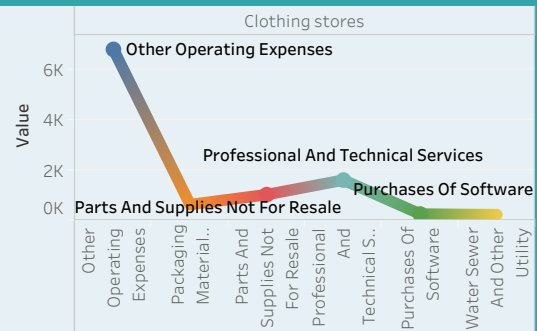 Clothing stores
Value
6K
4K
2K
0K
Other Operating Expenses
Professional And Technical Services
Purchases Of Software
Parts And Supplies Not For Resale
Other
Operating
Expenses
Packaging
Material..
Parts And
Supplies Not
For Resale
Professional
And
Technical S..
Purchases Of
Software
Water Sewer
And Other
Utility